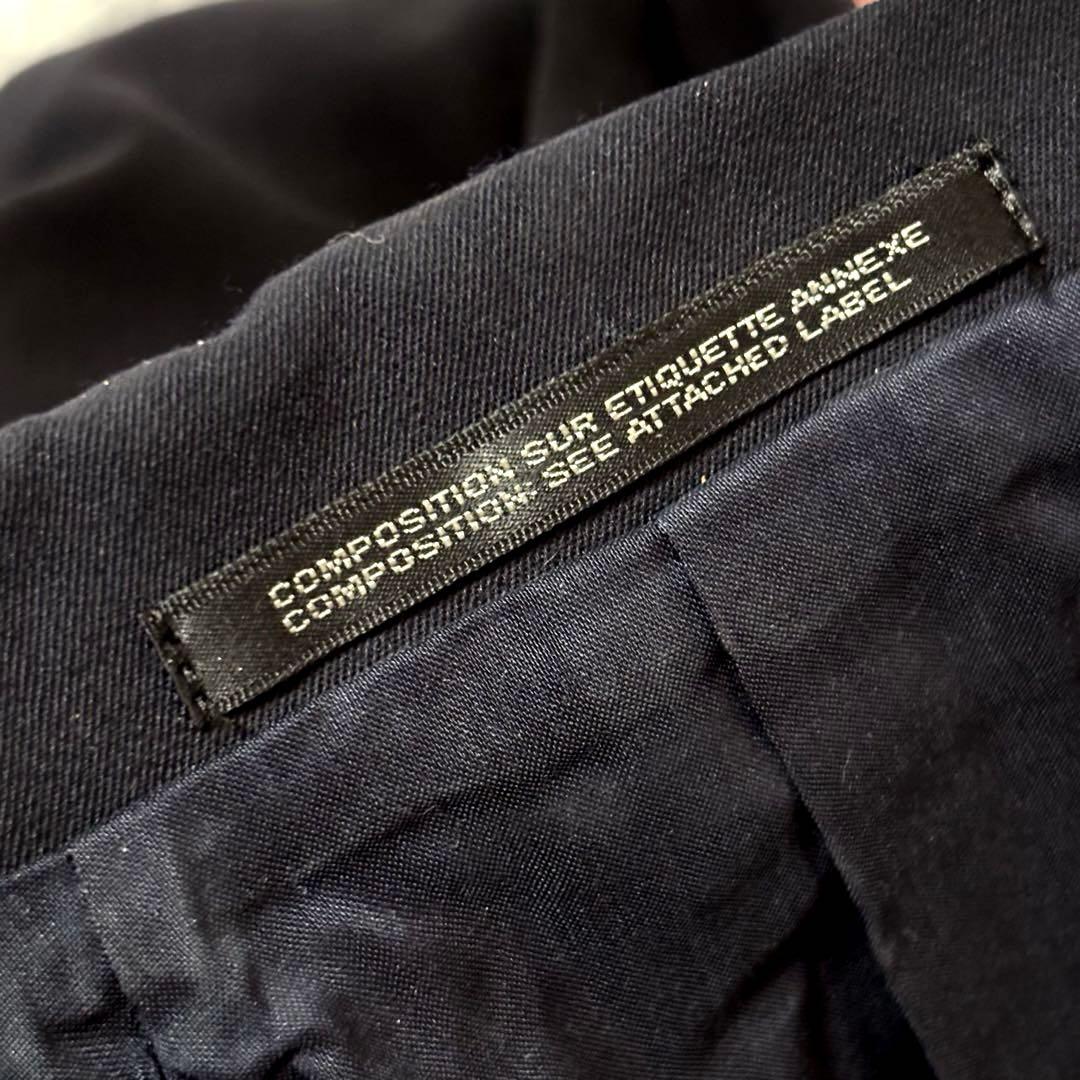 COMPOSITION SUR ETIQUETTE ANNEXE
COMPOSITION: SEE ATTACHED LABEL